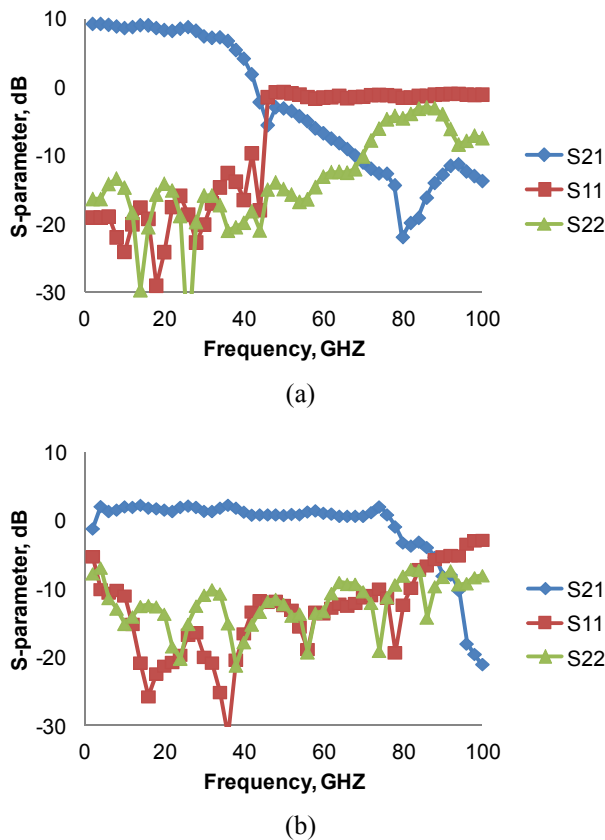 10
0
-10
-20
-30
S-parameter, dB
0 20 40 60 80 100
Frequency, GHZ
S21
S11
S22
(a)
10
0
-10
-20
-30
S-parameter, dB
0 20 40 60 80 100
Frequency, GHZ
S21
S11
S22
(b)